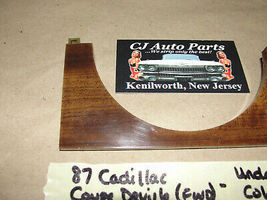 CJ Auto Parts
...We strip only the best!
Kenilworth, New Jersey
87 Cadillac
Coupe Deville (FWD)